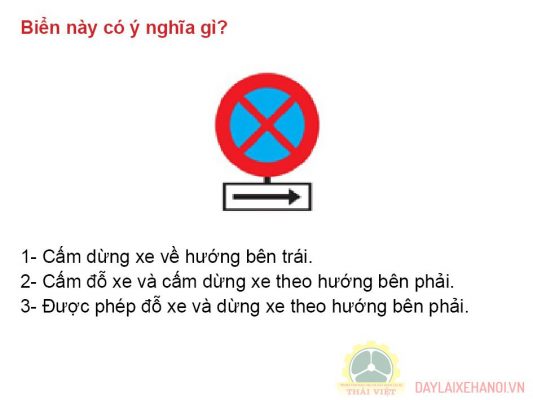 Biển này có ý nghĩa gì?
1- Cấm dừng xe về hướng bên trái.
2- Cấm đỗ xe và cấm dừng xe theo hướng bên phải.
3- Được phép đỗ xe và dừng xe theo hướng bên phải.
THÁI VIỆT
DAYLAIXEHANOI.VN